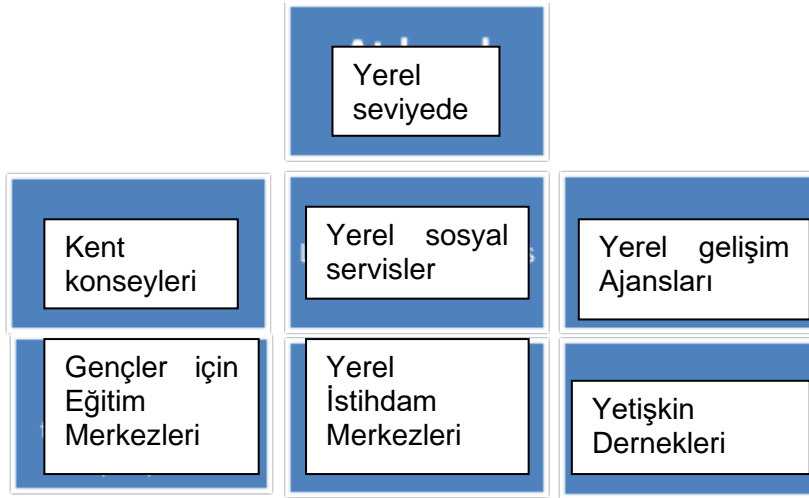 Yerel
seviyede
Kent
konseyleri
Yerel sosyal
servisler
Yerel gelişim
Ajansları
Gençler için
Eğitim
Merkezleri
Yerel
İstihdam
Merkezleri
Yetişkin
Dernekleri